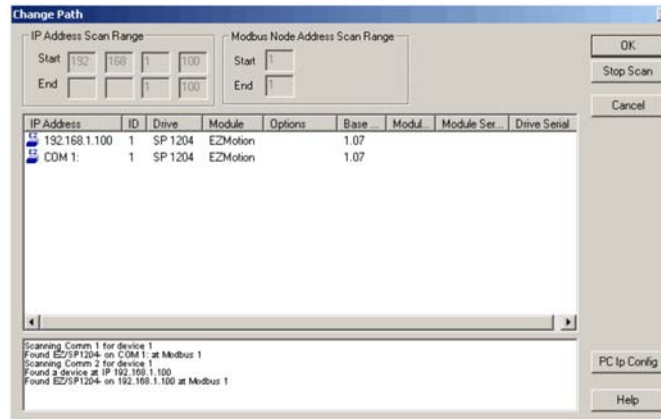 Change Path
IP Address Scan Range
Modbus Node Address Scan Range
OK
Start 192 168 1 100
Start 1
Stop Scan
End 1 100
End 1
Cancel
IP Address ID Drive Module Options Base ... Modul... Module Ser... Drive Serial
192.168.1.100 1 SP 1204 EZMotion 1.07
COM 1: 1 SP 1204 EZMotion 1.07
Scanning Comm 1 for device 1
Found EZ/SP1204- on COM 1: at Modbus 1
Scanning Comm 2 for device 1
Found a device at IP 192.168.1.100
Found EZ/SP1204- on 192.168.1.100 at Modbus 1
PC Ip Config
Help